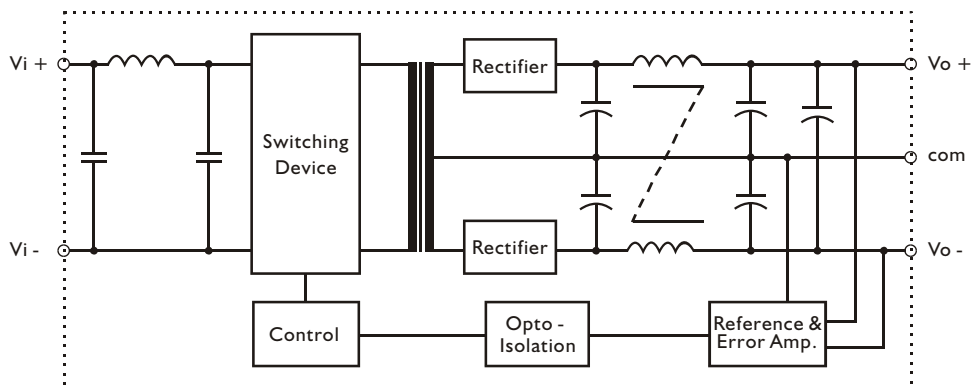 Vi +
Rectifier
Vo +
Switching
Device
com
Vi -
Rectifier
Vo -
Control
Opto -
Isolation
Reference &
Error Amp.